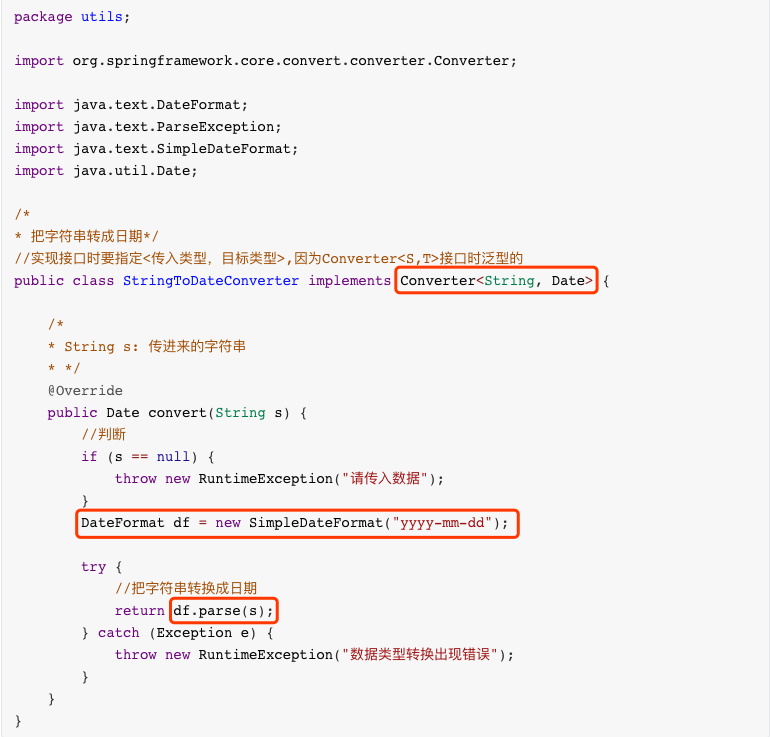 package utils;
import org.springframework.core.convert.converter.Converter;
import java.text.DateFormat;
import java.text.ParseException;
import java.text.SimpleDateFormat;
import java.util.Date;
/*
* 把字符串转成日期*/
//实现接口时要指定<传入类型, 目标类型>,因为Converter<S,T>接口时泛型的
public class StringToDateConverter implements Converter<String, Date> {
/*
* String s: 传进来的字符串
* */
@Override
public Date convert(String s) {
//判断
if (s == null) {
throw new RuntimeException("请传入数据");
}
DateFormat df = new SimpleDateFormat("yyyy-mm-dd");
try {
//把字符串转换成日期
return df.parse(s);
} catch (Exception e) {
throw new RuntimeException("数据类型转换出现错误");
}
}
}